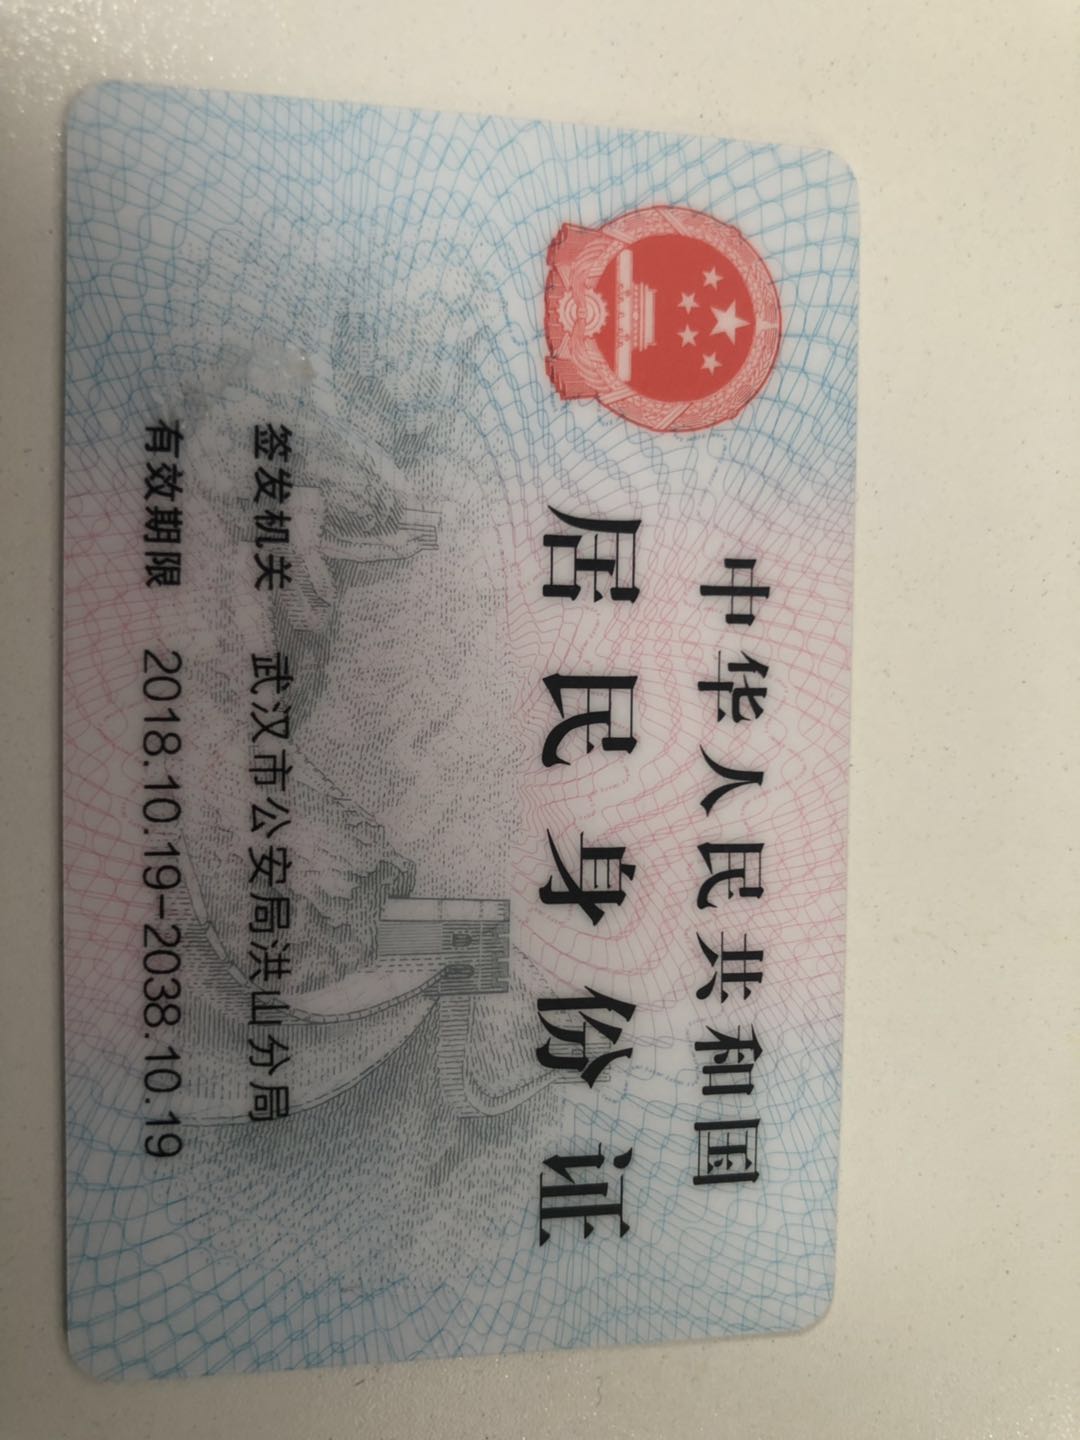 中华人民共和国
居民身份证
签发机关 武汉市公安局洪山分局
有效期限 2018.10.19-2038.10.19